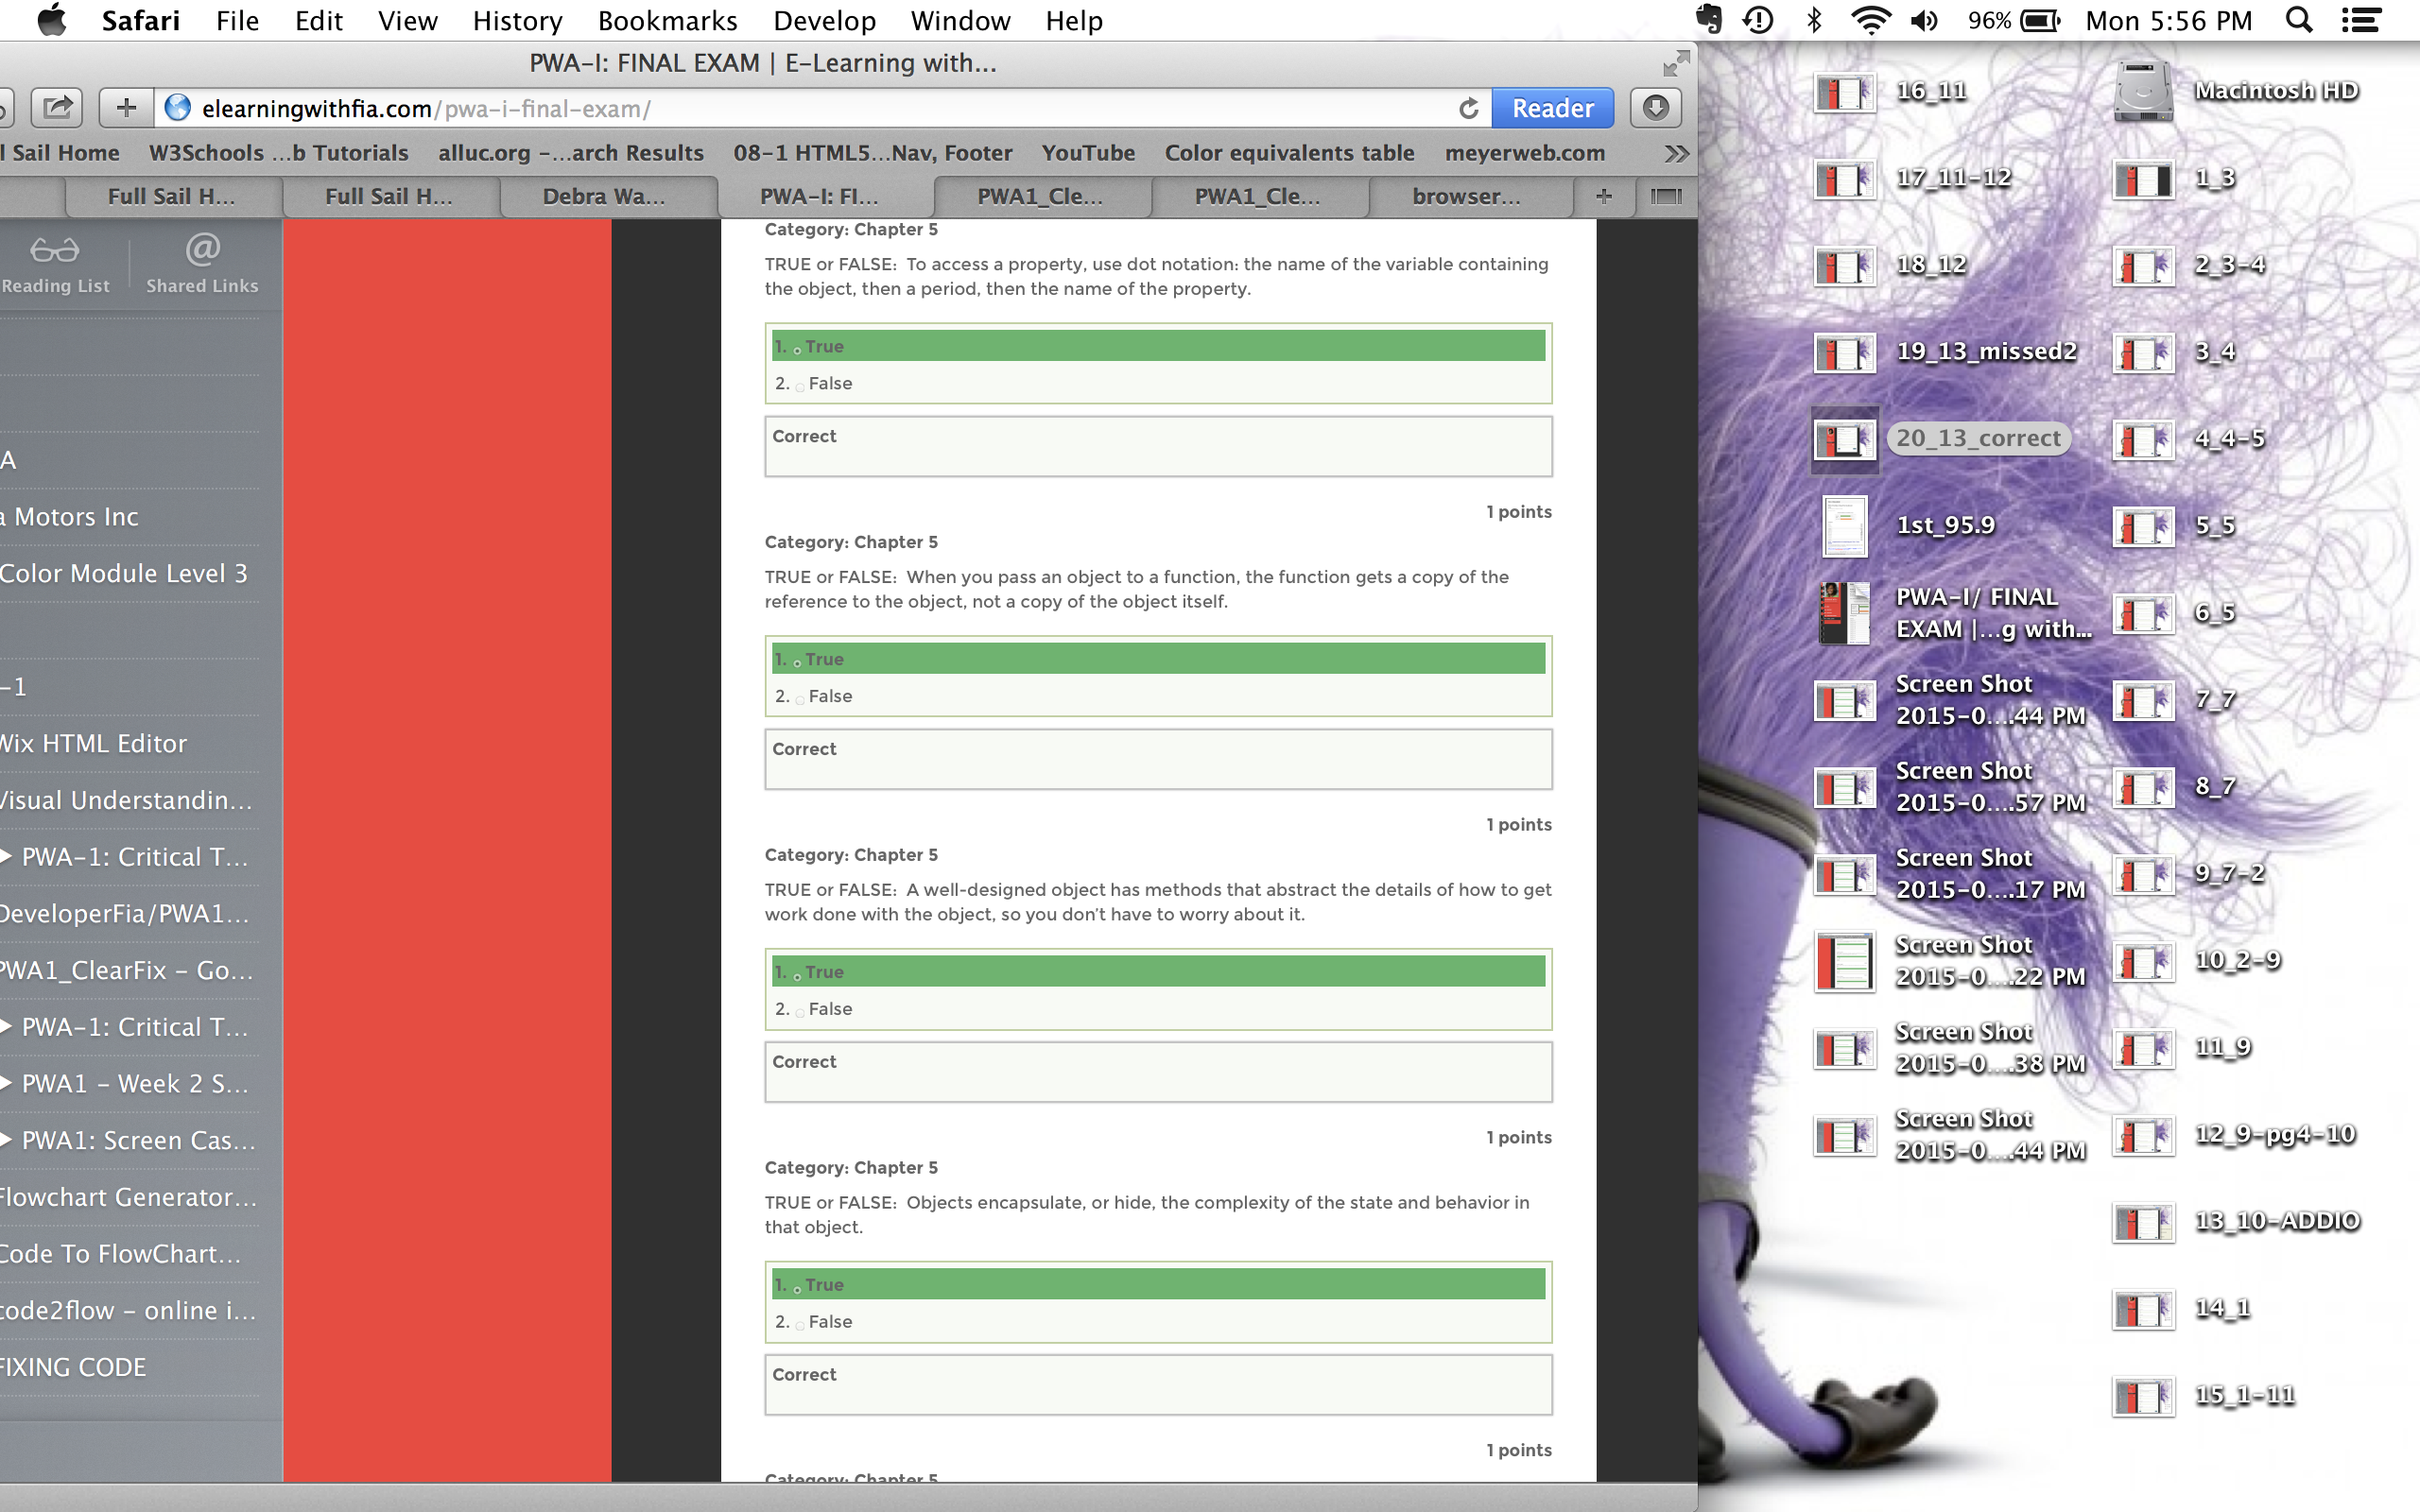 Safari File Edit View History Bookmarks Develop Window Help 96% Mon 5:56 PM
PWA-I: FINAL EXAM | E-Learning with...
elearningwithfia.com/pwa-i-final-exam/ Reader
l Sail Home W3Schools ...b Tutorials alluc.org -...arch Results 08-1 HTML5...Nav, Footer YouTube Color equivalents table meyerweb.com
Full Sail H... Full Sail H... Debra Wa... PWA-I: FI... PWA1_Cle... PWA1_Cle... browser...
Reading List Shared Links
A
a Motors Inc
Color Module Level 3
-1
Wix HTML Editor
Visual Understandin...
PWA-1: Critical T...
DeveloperFia/PWA1...
PWA1_ClearFix - Go...
PWA-1: Critical T...
PWA1 - Week 2 S...
PWA1: Screen Cas...
Flowchart Generator...
Code To FlowChart...
code2flow - online i...
FIXING CODE
Category: Chapter 5
TRUE or FALSE: To access a property, use dot notation: the name of the variable containing
the object, then a period, then the name of the property.
1. True
2. False
Correct
1 points
Category: Chapter 5
TRUE or FALSE: When you pass an object to a function, the function gets a copy of the
reference to the object, not a copy of the object itself.
1. True
2. False
Correct
1 points
Category: Chapter 5
TRUE or FALSE: A well-designed object has methods that abstract the details of how to get
work done with the object, so you don't have to worry about it.
1. True
2. False
Correct
1 points
Category: Chapter 5
TRUE or FALSE: Objects encapsulate, or hide, the complexity of the state and behavior in
that object.
1. True
2. False
Correct
1 points
Category: Chapter 5
16_11
17_11-12
18_12
19_13_missed2
20_13_correct
1st_95.9
PWA-I/ FINAL
EXAM |...g with...
Screen Shot
2015-0....44 PM
Screen Shot
2015-0....57 PM
Screen Shot
2015-0....17 PM
Screen Shot
2015-0....22 PM
Screen Shot
2015-0....38 PM
Screen Shot
2015-0....44 PM
Macintosh HD
1_3
2_3-4
3_4
4_4-5
5_5
6_5
7_7
8_7
9_7-2
10_2-9
11_9
12_9-pg4-10
13_10-ADDIO
14_1
15_1-11